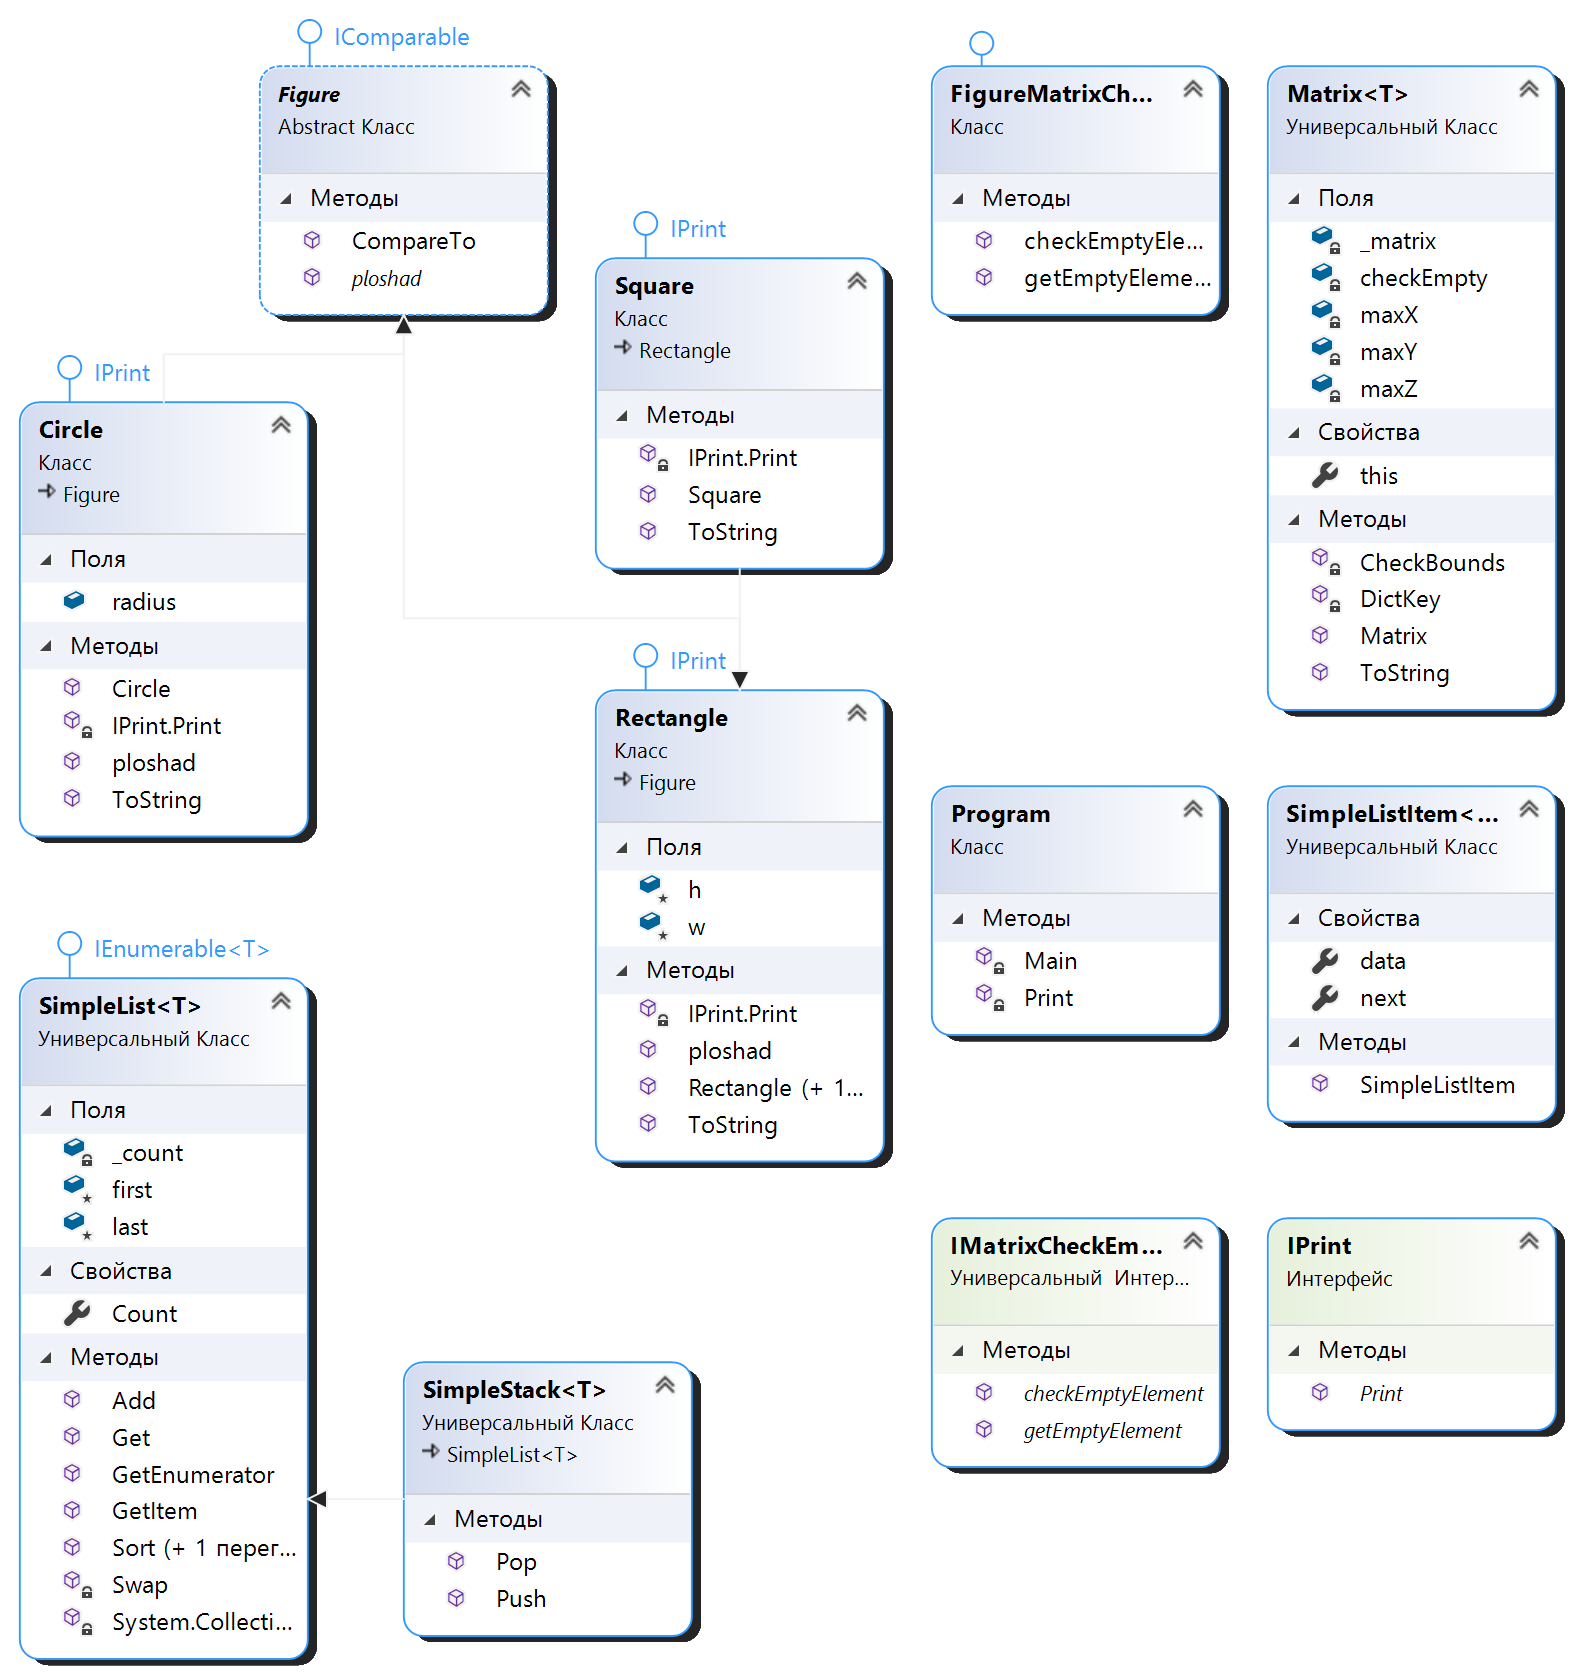 IComparable
Figure
Abstract Класс
Методы
CompareTo
ploshad
IPrint
Circle
Класс
Figure
Поля
radius
Методы
Circle
IPrint.Print
ploshad
ToString
IPrint
Square
Класс
Rectangle
Методы
IPrint.Print
Square
ToString
IPrint
Rectangle
Класс
Figure
Поля
h
w
Методы
IPrint.Print
ploshad
Rectangle (+ 1...
ToString
FigureMatrixCh...
Класс
Методы
checkEmptyEle...
getEmptyEleme...
Matrix<T>
Универсальный Класс
Поля
_matrix
checkEmpty
maxX
maxY
maxZ
Свойства
this
Методы
CheckBounds
DictKey
Matrix
ToString
Program
Класс
Методы
Main
Print
SimpleListItem<...
Универсальный Класс
Свойства
data
next
Методы
SimpleListItem
IEnumerable<T>
SimpleList<T>
Универсальный Класс
Поля
_count
first
last
Свойства
Count
Методы
Add
Get
GetEnumerator
GetItem
Sort (+ 1 перег...
Swap
System.Collecti...
SimpleStack<T>
Универсальный Класс
SimpleList<T>
Методы
Pop
Push
IMatrixCheckEm...
Универсальный Интер...
Методы
checkEmptyElement
getEmptyElement
IPrint
Интерфейс
Методы
Print